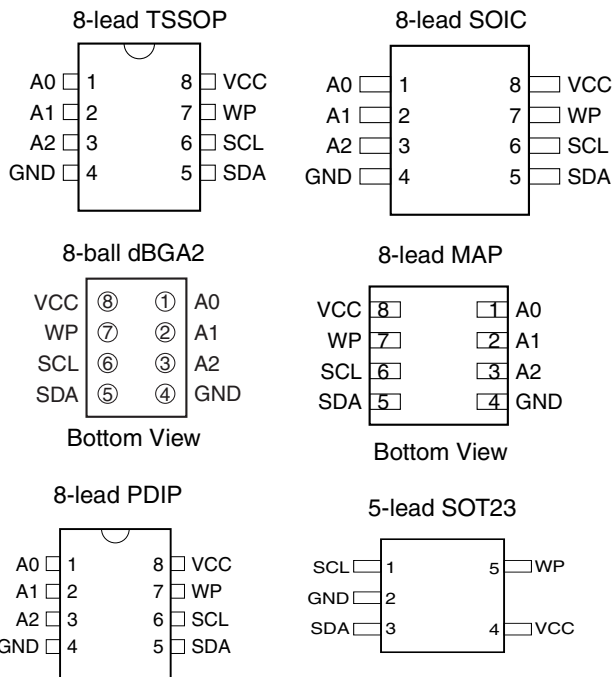 8-lead TSSOP
A0 1 8 VCC
A1 2 7 WP
A2 3 6 SCL
GND 4 5 SDA
8-lead SOIC
A0 1 8 VCC
A1 2 7 WP
A2 3 6 SCL
GND 4 5 SDA
8-ball dBGA2
VCC 8 1 A0
WP 7 2 A1
SCL 6 3 A2
SDA 5 4 GND
Bottom View
8-lead MAP
VCC 8 1 A0
WP 7 2 A1
SCL 6 3 A2
SDA 5 4 GND
Bottom View
8-lead PDIP
A0 1 8 VCC
A1 2 7 WP
A2 3 6 SCL
GND 4 5 SDA
5-lead SOT23
SCL 1 5 WP
GND 2
SDA 3 4 VCC